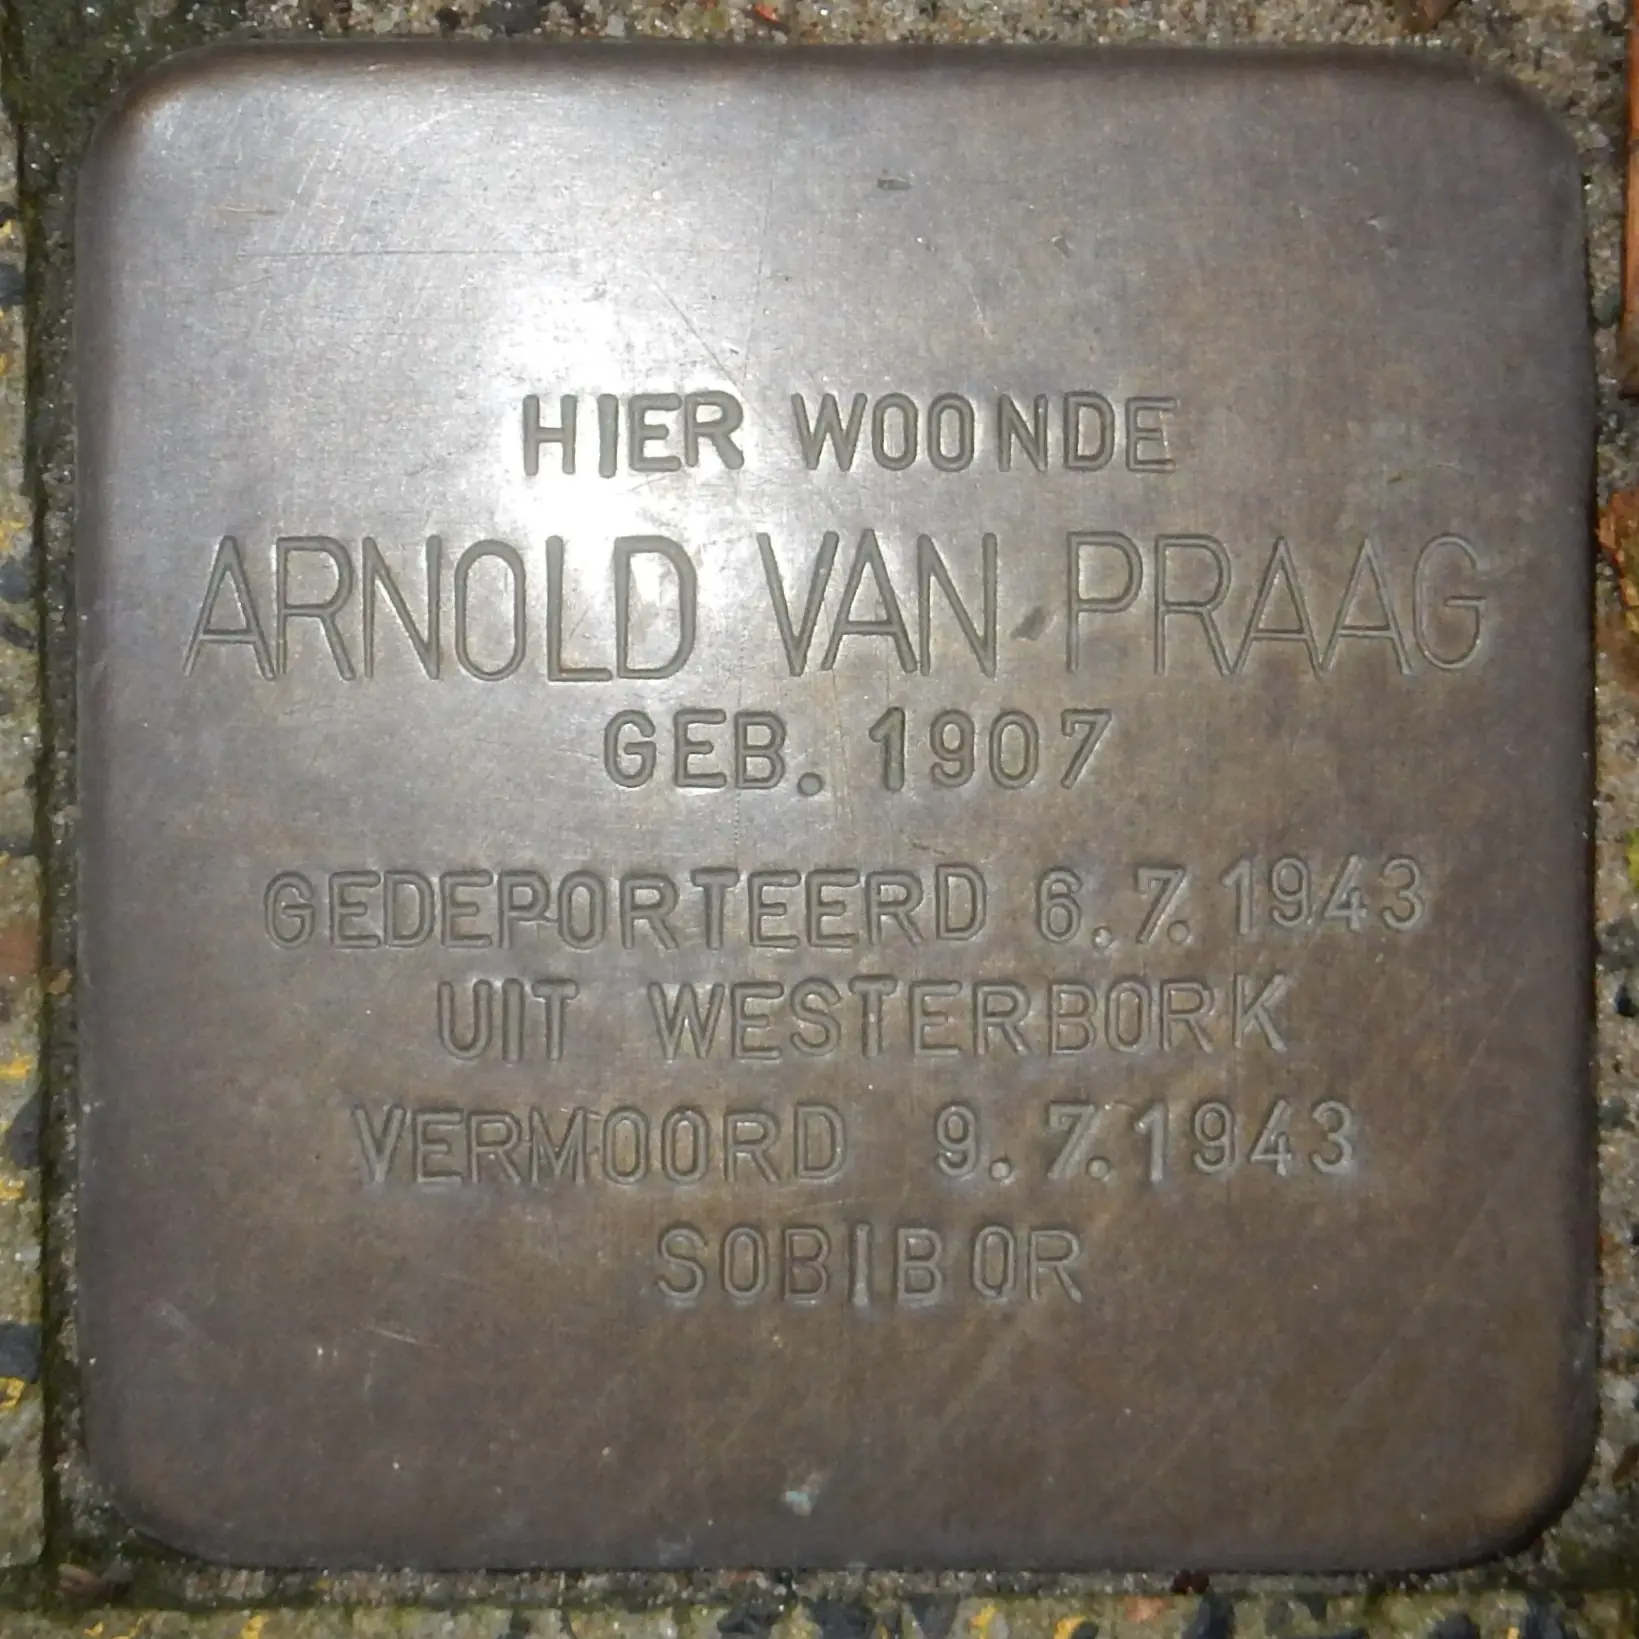 HIER WOONDE
ARNOLD VAN PRAAG
GEB. 1907
GEDEPORTEERD 6.7.1943
UIT WESTERBORK
VERMOORD 9.7.1943
SOBIBOR